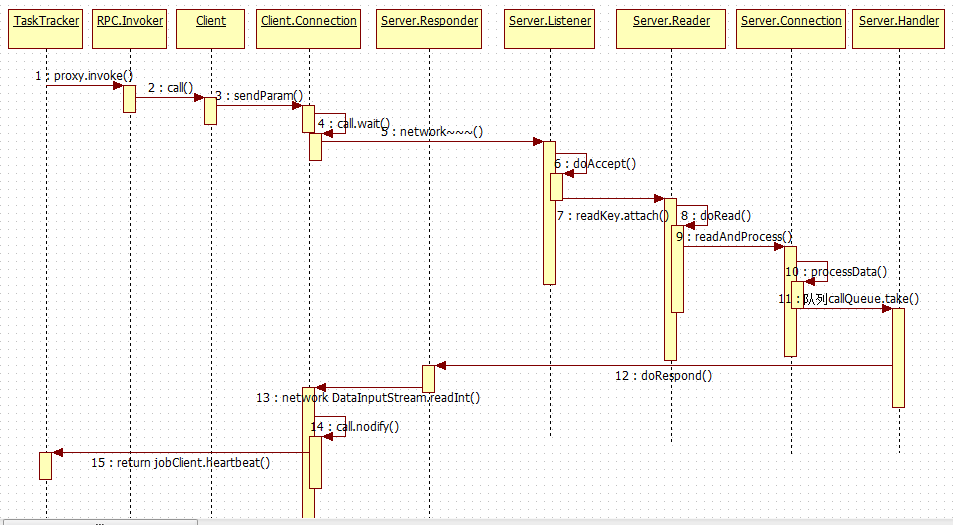 TaskTracker
RPC.Invoker
Client
Client.Connection
Server.Responder
Server.Listener
Server.Reader
Server.Connection
Server.Handler
1 : proxy.invoke()
2 : call()
3 : sendParam()
4 : call.wait()
5 : network~~~()
6 : doAccept()
7 : readKey.attach()
8 : doRead()
9 : readAndProcess()
10 : processData()
11 : 队列callQueue.take()
12 : doRespond()
13 : network DataInputStream.readInt()
14 : call.nodify()
15 : return jobClient.heartbeat()